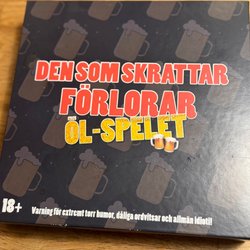 DEN SOM SKRATTAR
FÖRLORAR
ÖL-SPELET
18+
Varning för extremt torr humor, dåliga ordvitsar och allmän idioti!